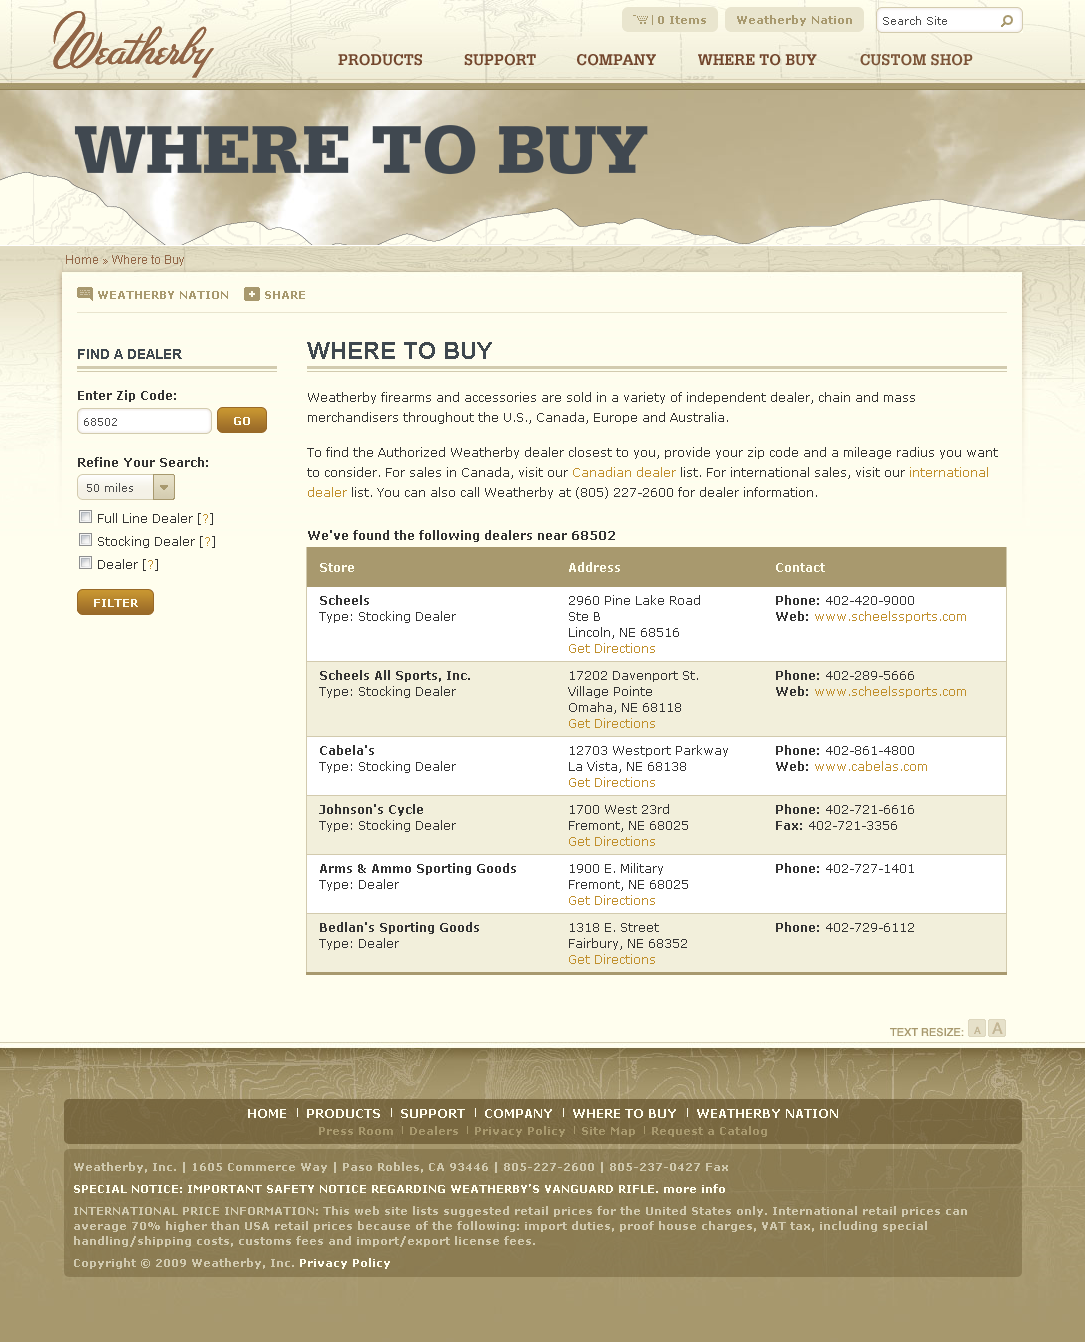 Weatherby
| 0 Items
Weatherby Nation
Search Site
PRODUCTS SUPPORT COMPANY WHERE TO BUY CUSTOM SHOP
WHERE TO BUY
Home » Where to Buy
WEATHERBY NATION SHARE
FIND A DEALER
Enter Zip Code:
68502 GO
Refine Your Search:
50 miles
Full Line Dealer [?]
Stocking Dealer [?]
Dealer [?]
FILTER
WHERE TO BUY
Weatherby firearms and accessories are sold in a variety of independent dealer, chain and mass
merchandisers throughout the U.S., Canada, Europe and Australia.
To find the Authorized Weatherby dealer closest to you, provide your zip code and a mileage radius you want
to consider. For sales in Canada, visit our Canadian dealer list. For international sales, visit our international
dealer list. You can also call Weatherby at (805) 227-2600 for dealer information.
We've found the following dealers near 68502
Store Address Contact
Scheels 2960 Pine Lake Road Phone: 402-420-9000
Type: Stocking Dealer Ste B Web: www.scheelssports.com
Lincoln, NE 68516
Get Directions
Scheels All Sports, Inc. 17202 Davenport St. Phone: 402-289-5666
Type: Stocking Dealer Village Pointe Web: www.scheelssports.com
Omaha, NE 68118
Get Directions
Cabela's 12703 Westport Parkway Phone: 402-861-4800
Type: Stocking Dealer La Vista, NE 68138 Web: www.cabelas.com
Get Directions
Johnson's Cycle 1700 West 23rd Phone: 402-721-6616
Type: Stocking Dealer Fremont, NE 68025 Fax: 402-721-3356
Get Directions
Arms & Ammo Sporting Goods 1900 E. Military Phone: 402-727-1401
Type: Dealer Fremont, NE 68025
Get Directions
Bedlan's Sporting Goods 1318 E. Street Phone: 402-729-6112
Type: Dealer Fairbury, NE 68352
Get Directions
TEXT RESIZE: A A
HOME | PRODUCTS | SUPPORT | COMPANY | WHERE TO BUY | WEATHERBY NATION
Press Room | Dealers | Privacy Policy | Site Map | Request a Catalog
Weatherby, Inc. | 1605 Commerce Way | Paso Robles, CA 93446 | 805-227-2600 | 805-237-0427 Fax
SPECIAL NOTICE: IMPORTANT SAFETY NOTICE REGARDING WEATHERBY'S VANGUARD RIFLE. more info
INTERNATIONAL PRICE INFORMATION: This web site lists suggested retail prices for the United States only. International retail prices can
average 70% higher than USA retail prices because of the following: import duties, proof house charges, VAT tax, including special
handling/shipping costs, customs fees and import/export license fees.
Copyright © 2009 Weatherby, Inc. Privacy Policy